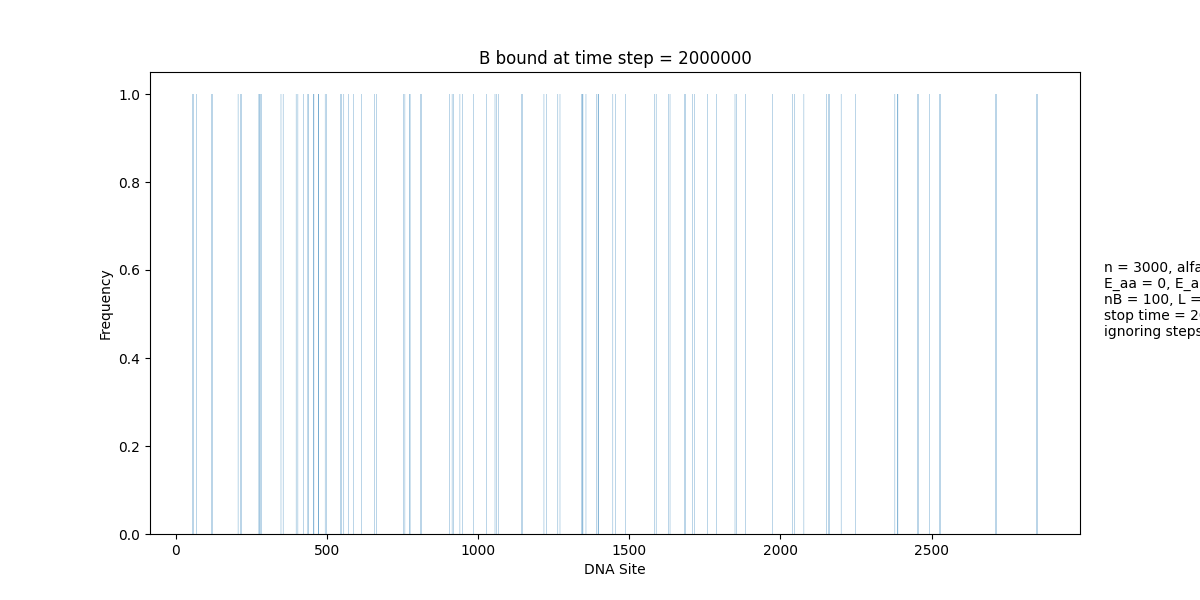 B bound at time step = 2000000
1.0
0.8
0.6
0.4
0.2
0.0
Frequency
0 500 1000 1500 2000 2500
DNA Site
n = 3000, alfa
E_aa = 0, E_a
nB = 100, L =
stop time = 2
ignoring steps